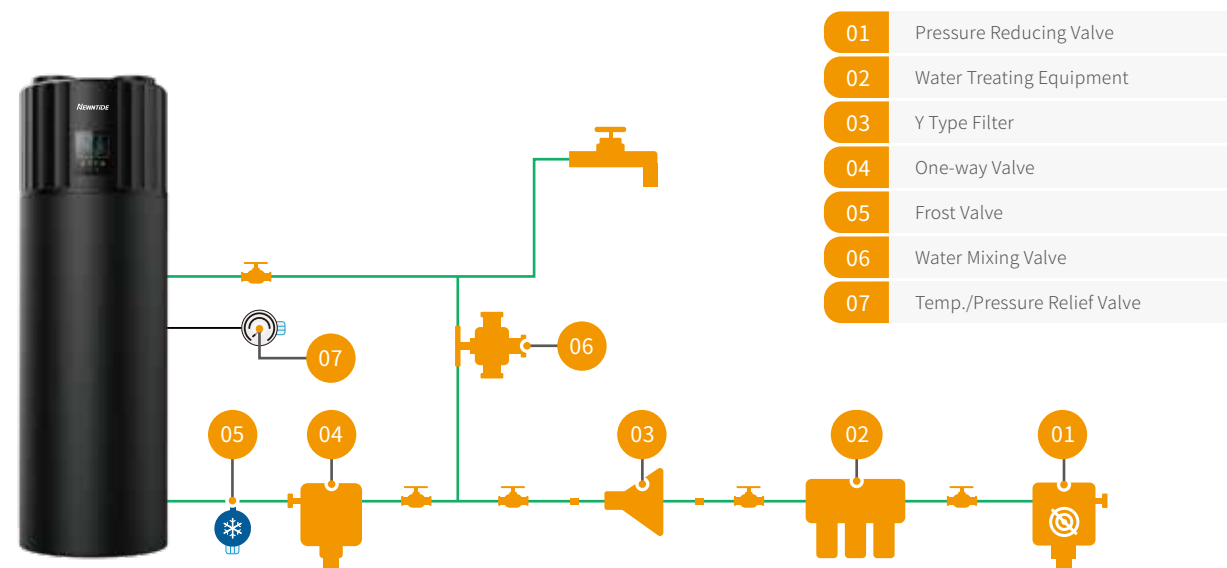 01 Pressure Reducing Valve
02 Water Treating Equipment
03 Y Type Filter
04 One-way Valve
05 Frost Valve
06 Water Mixing Valve
07 Temp./Pressure Relief Valve
NEWNTIDE
06
07
05
04
03
02
01